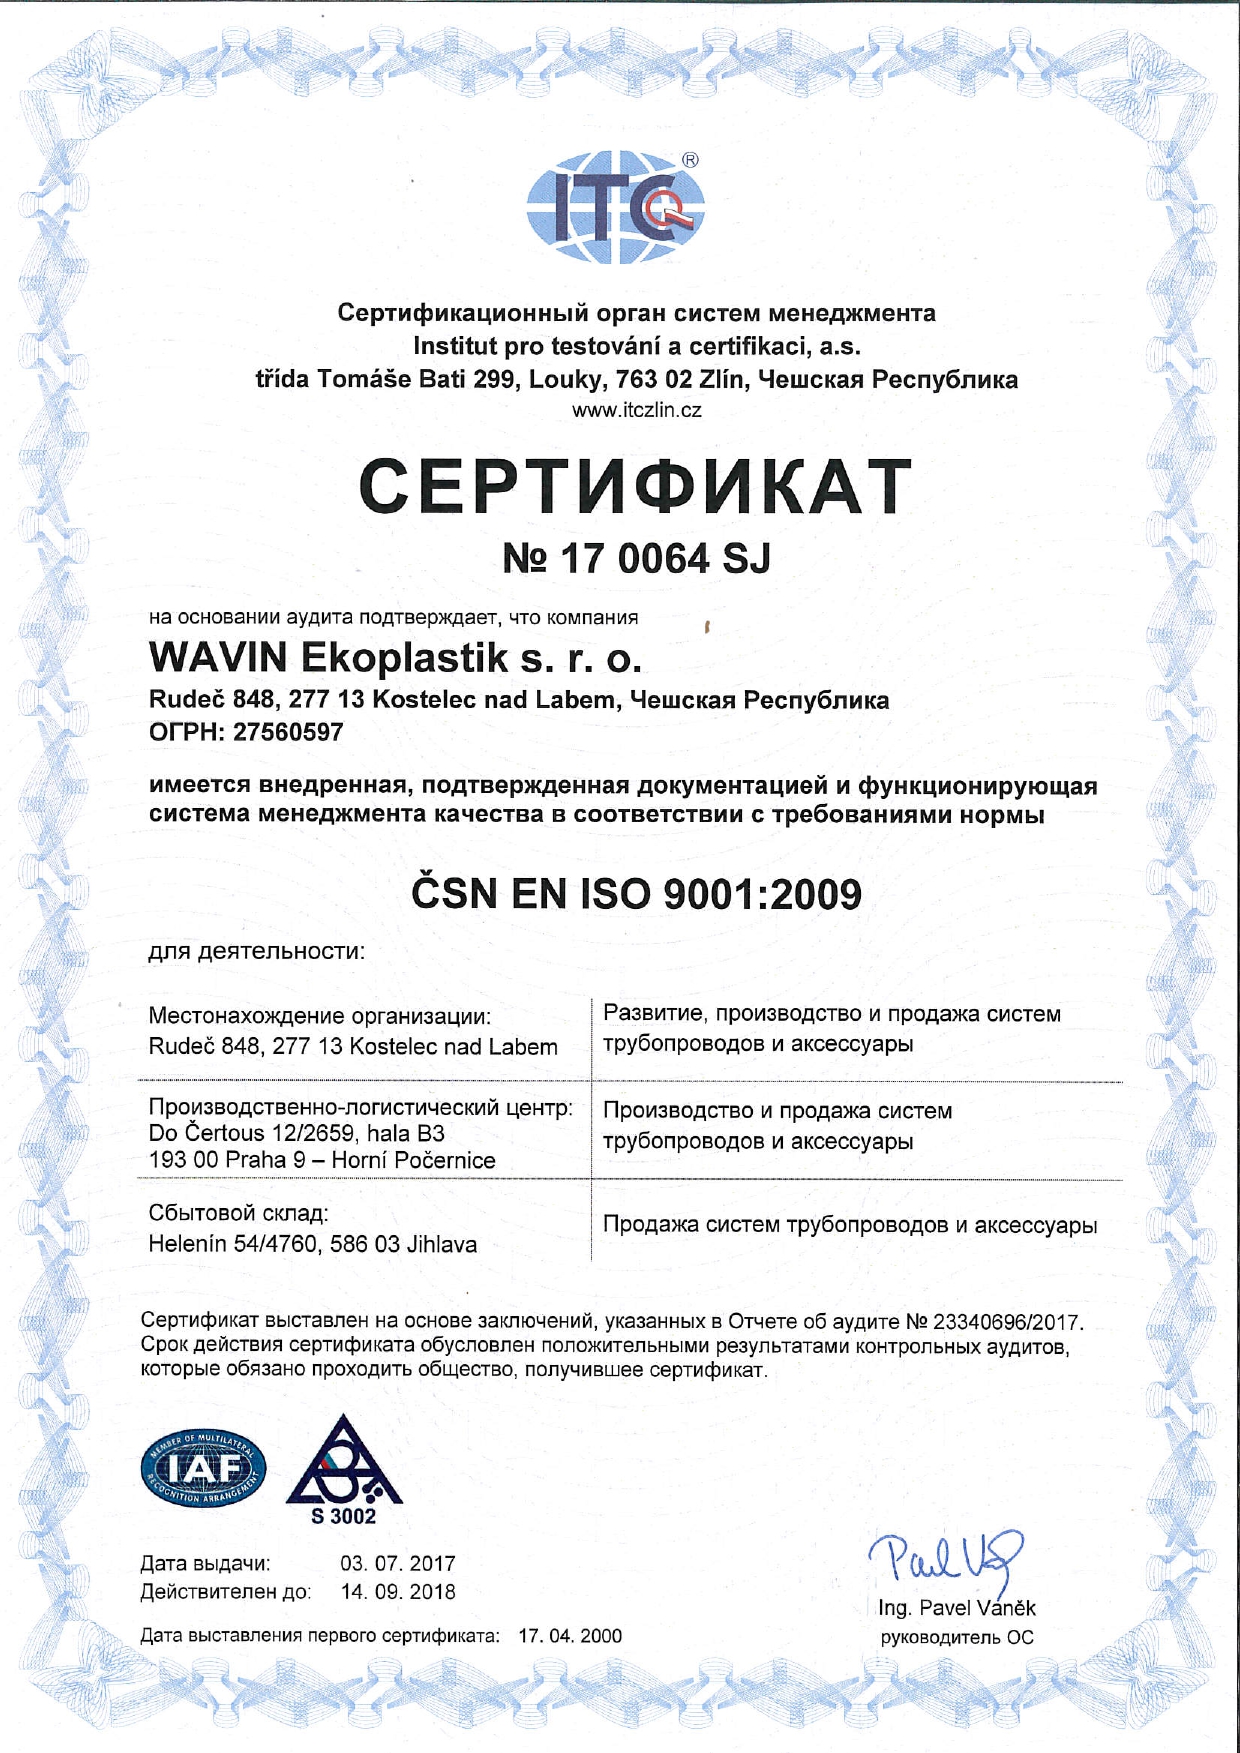 ITC ®
Сертификационный орган систем менеджмента
Institut pro testování a certifikaci, a.s.
třída Tomáše Bati 299, Louky, 763 02 Zlín, Чешская Республика
www.itczlin.cz
СЕРТИФИКАТ
№ 17 0064 SJ
на основании аудита подтверждает, что компания
WAVIN Ekoplastik s. r. o.
Rudeč 848, 277 13 Kostelec nad Labem, Чешская Республика
ОГРН: 27560597
имеется внедренная, подтвержденная документацией и функционирующая
система менеджмента качества в соответствии с требованиями нормы
ČSN EN ISO 9001:2009
для деятельности:
Местонахождение организации:
Rudeč 848, 277 13 Kostelec nad Labem
Развитие, производство и продажа систем
трубопроводов и аксессуары
Производственно-логистический центр:
Do Čertous 12/2659, hala B3
193 00 Praha 9 – Horní Počernice
Производство и продажа систем
трубопроводов и аксессуары
Сбытовой склад:
Helenín 54/4760, 586 03 Jihlava
Продажа систем трубопроводов и аксессуары
Сертификат выставлен на основе заключений, указанных в Отчете об аудите № 23340696/2017.
Срок действия сертификата обусловлен положительными результатами контрольных аудитов,
которые обязано проходить общество, получившее сертификат.
MEMBER OF MULTILATERAL
IAF
RECOGNITION ARRANGEMENT
S 3002
Дата выдачи: 03. 07. 2017
Действителен до: 14. 09. 2018
Дата выставления первого сертификата: 17. 04. 2000
Ing. Pavel Vaněk
руководитель ОС